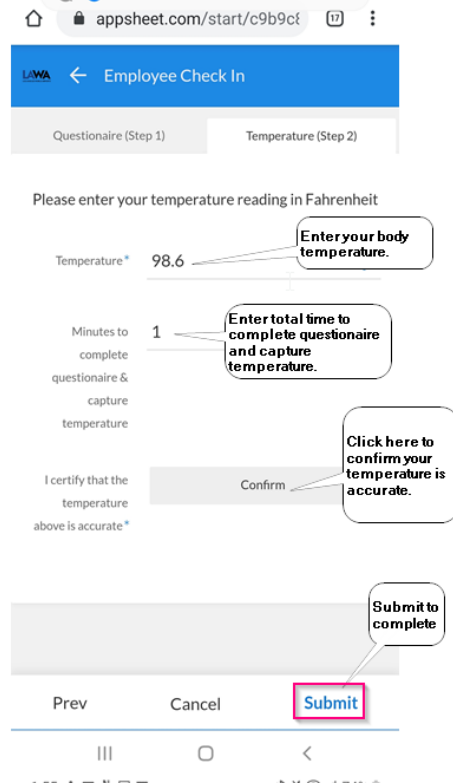 appsheet.com/start/c9b9c8
17
LAWA
Employee Check In
Questionaire (Step 1)
Temperature (Step 2)
Please enter your temperature reading in Fahrenheit
Temperature*
98.6
Enter your body
temperature.
Minutes to
complete
questionaire &
capture
temperature
1
Enter total time to
complete questionaire
and capture
temperature.
I certify that the
temperature
above is accurate*
Confirm
Click here to
confirm your
temperature is
accurate.
Submit to
complete
Prev
Cancel
Submit